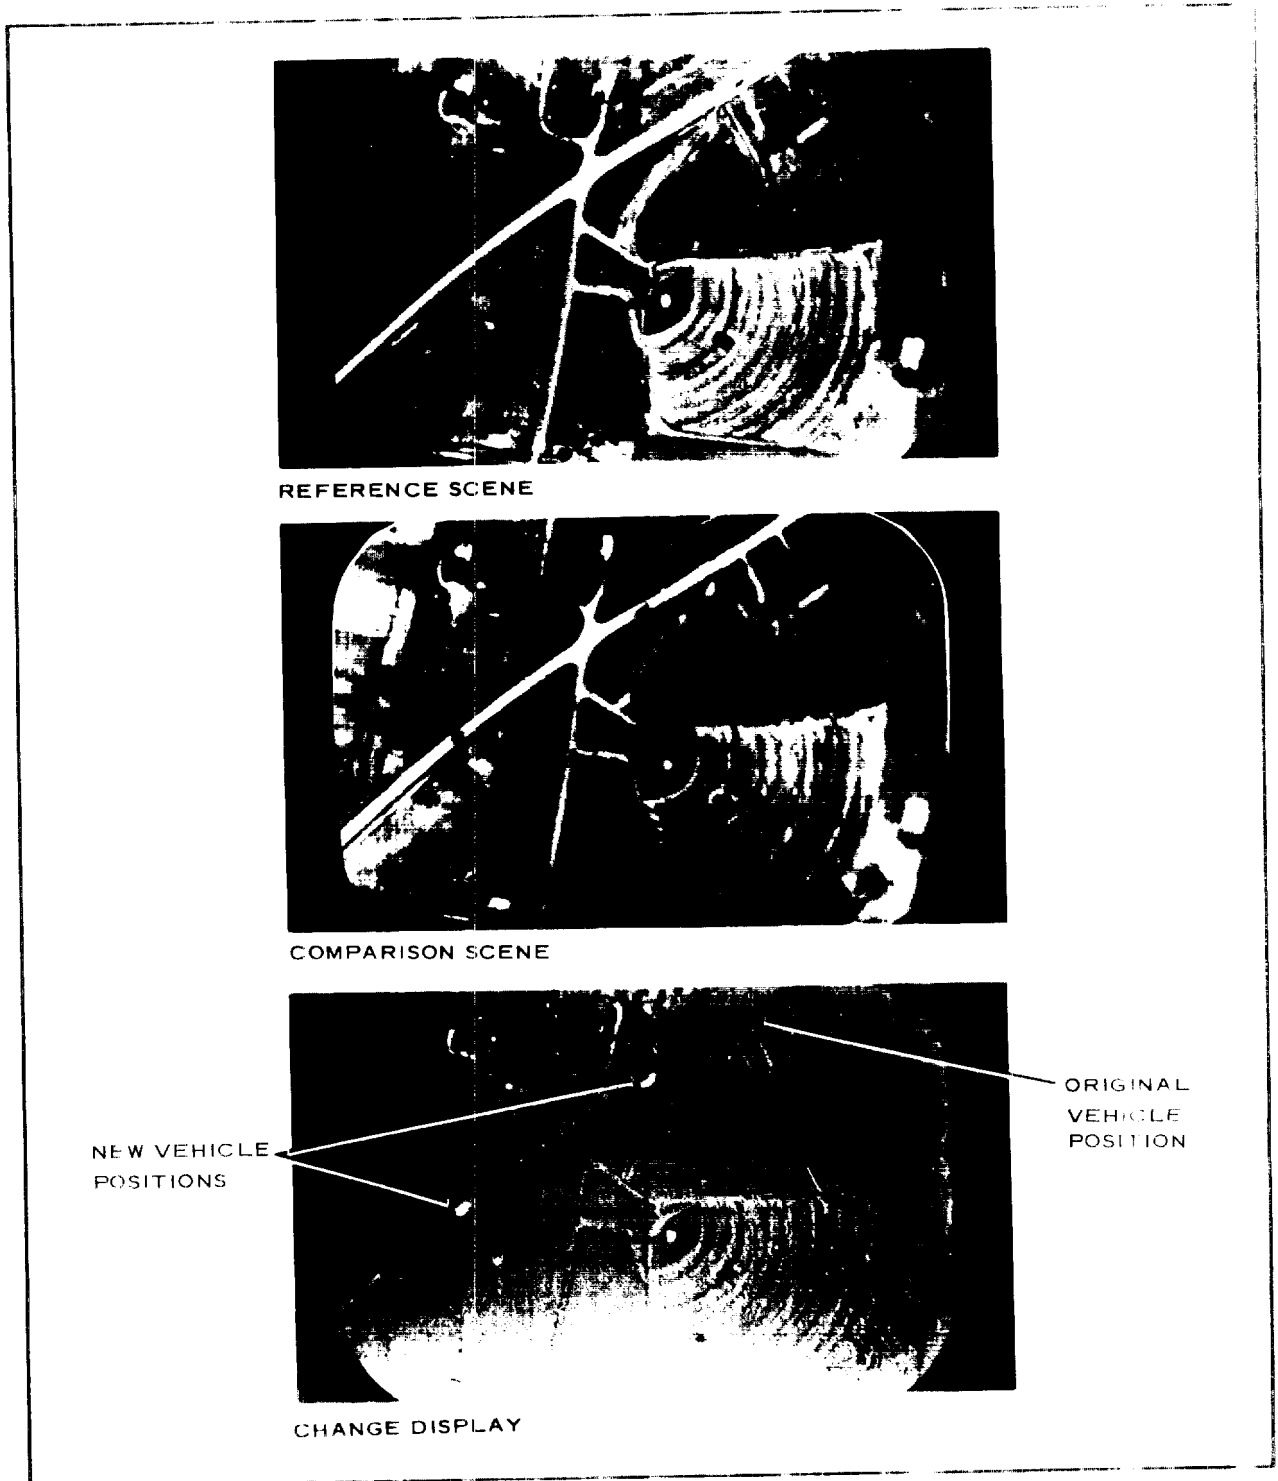 REFERENCE SCENE
COMPARISON SCENE
ORIGINAL
VEHICLE
POSITION
NEW VEHICLE
POSITIONS
CHANGE DISPLAY